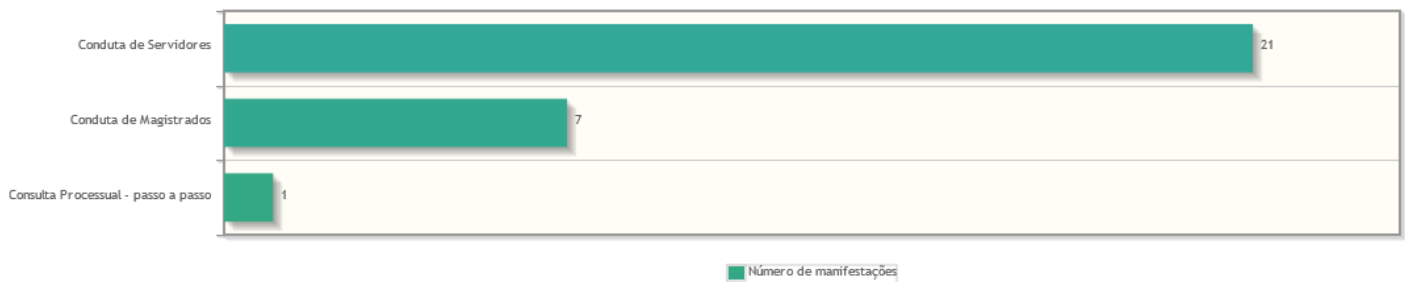 Conduta de Servidores
21
Conduta de Magistrados
7
Consulta Processual - passo a passo
1
Número de manifestações